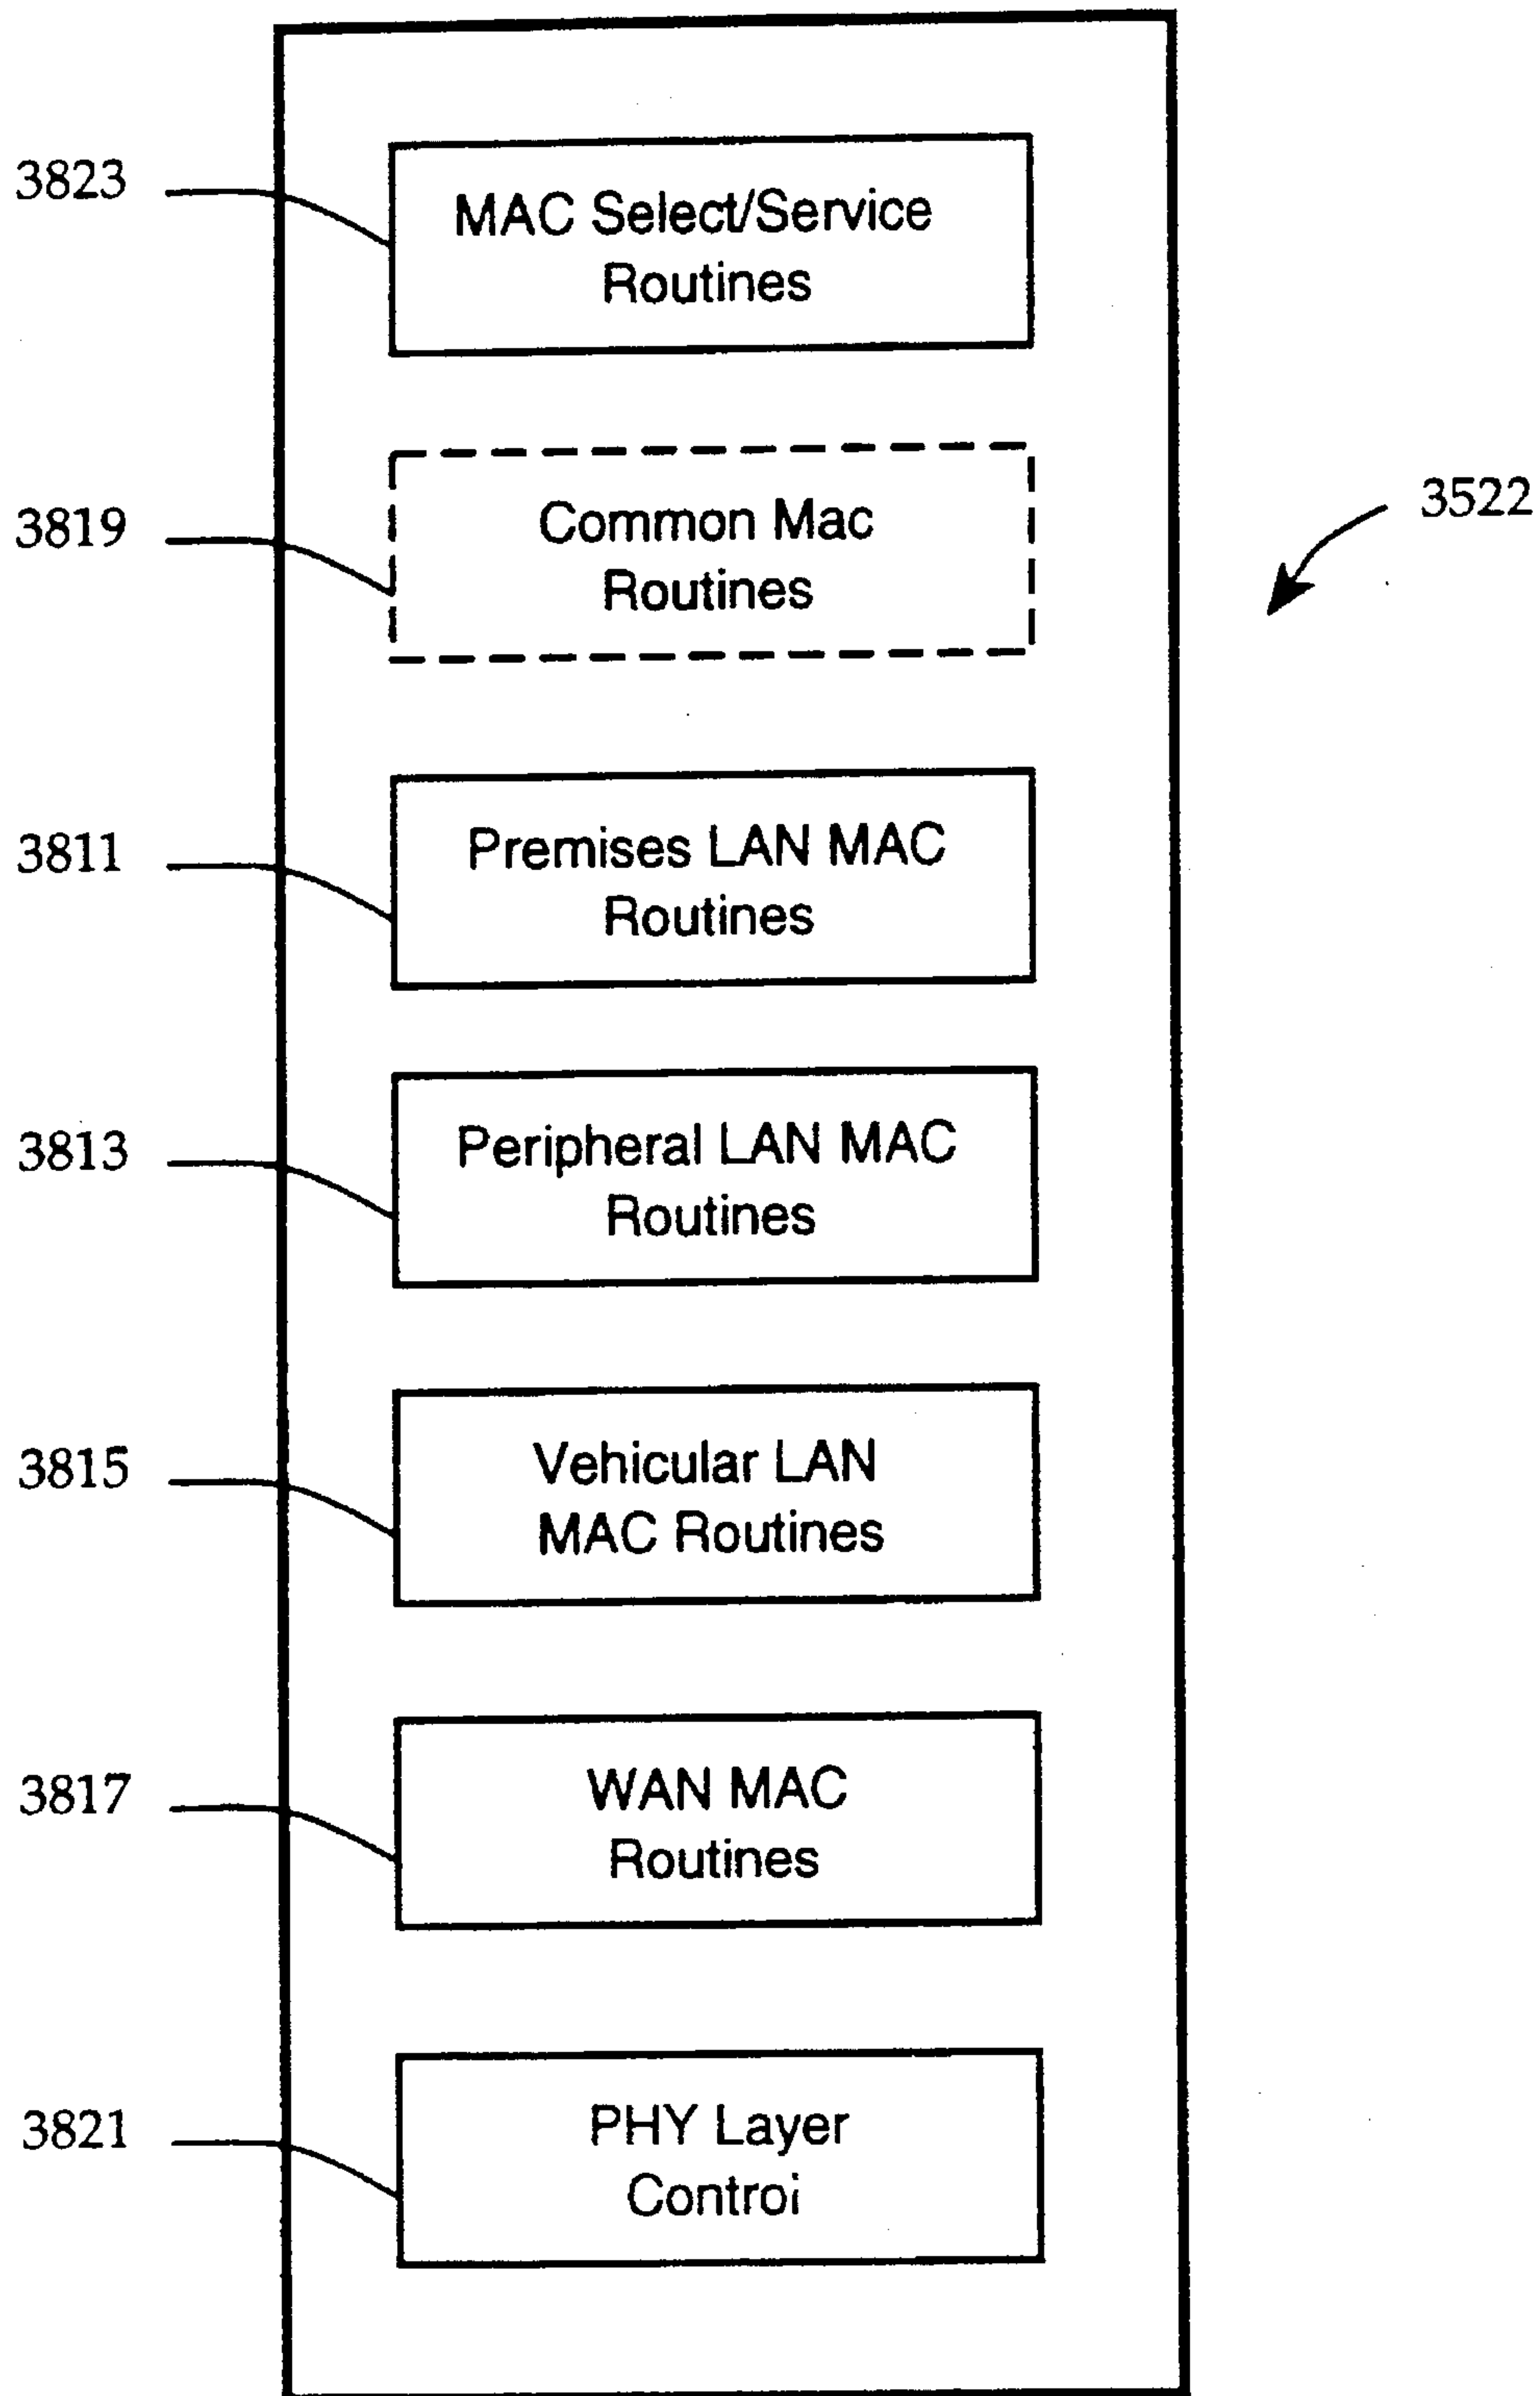 3823
MAC Select/Service
Routines
3819
Common Mac
Routines
3522
3811
Premises LAN MAC
Routines
3813
Peripheral LAN MAC
Routines
3815
Vehicular LAN
MAC Routines
3817
WAN MAC
Routines
3821
PHY Layer
Control